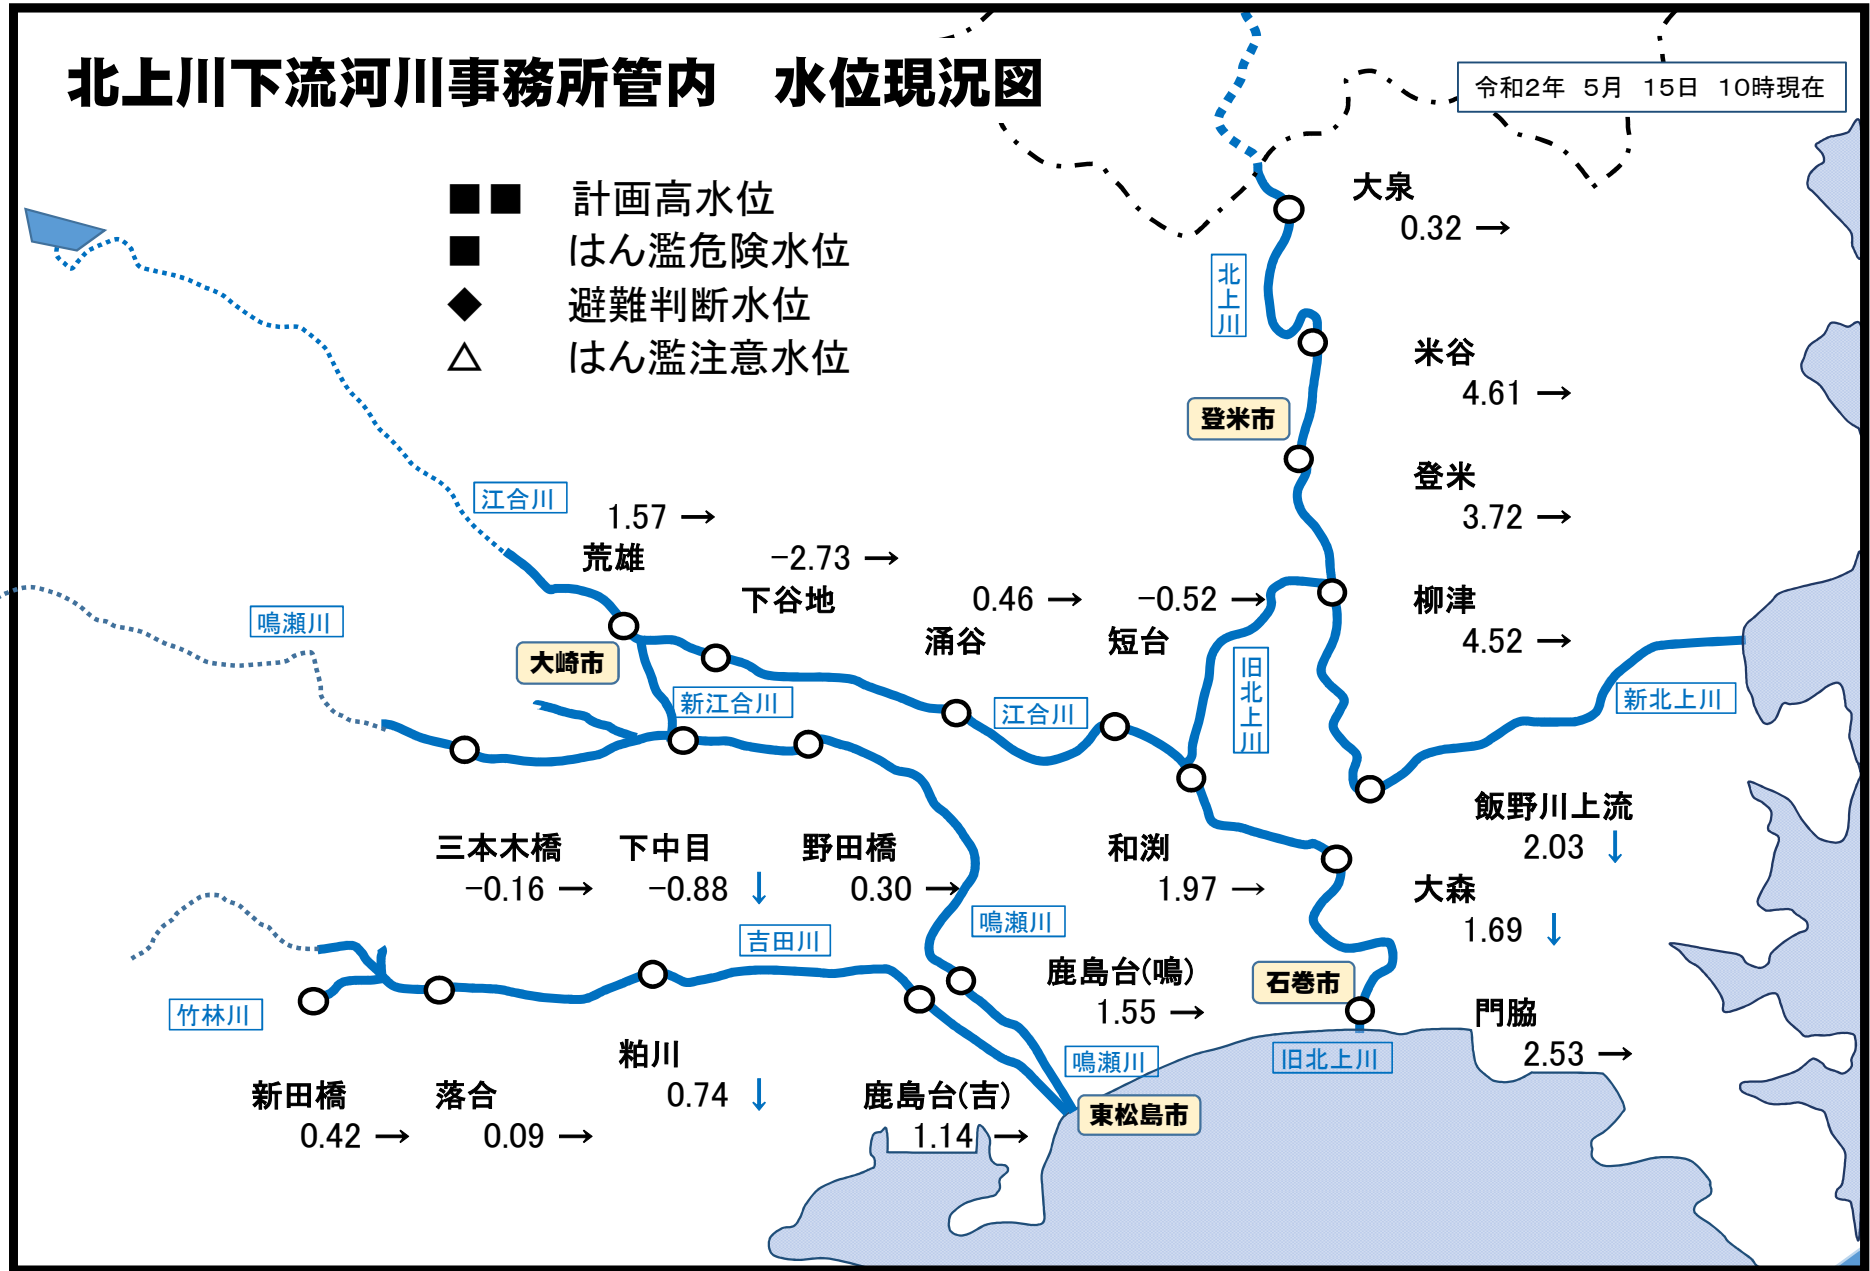 北上川下流河川事務所管内　水位現況図
令和2年 5月 15日 10時現在
■■ 計画高水位
■ はん濫危険水位
◆ 避難判断水位
△ はん濫注意水位
大泉
0.32 →
北上川
米谷
4.61 →
登米市
登米
3.72 →
江合川
1.57 →
荒雄
-2.73 →
下谷地
0.46 →
涌谷
-0.52 →
短台
柳津
4.52 →
鳴瀬川
大崎市
新江合川
江合川
旧北上川
新北上川
三本木橋
-0.16 →
下中目
-0.88 ↓
野田橋
0.30 →
和渕
1.97 →
飯野川上流
2.03 ↓
大森
1.69 ↓
吉田川
鳴瀬川
鹿島台(鳴)
1.55 →
石巻市
門脇
2.53 →
竹林川
旧北上川
鳴瀬川
粕川
0.74 ↓
新田橋
0.42 →
落合
0.09 →
鹿島台(吉)
1.14 →
東松島市